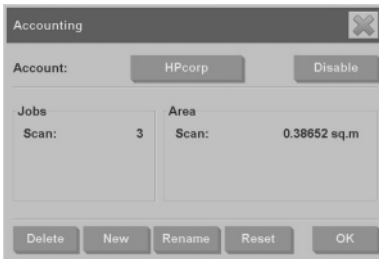 Accounting
Account: HPcorp Disable
Jobs Area
Scan: 3 Scan: 0.38652 sq.m
Delete New Rename Reset OK